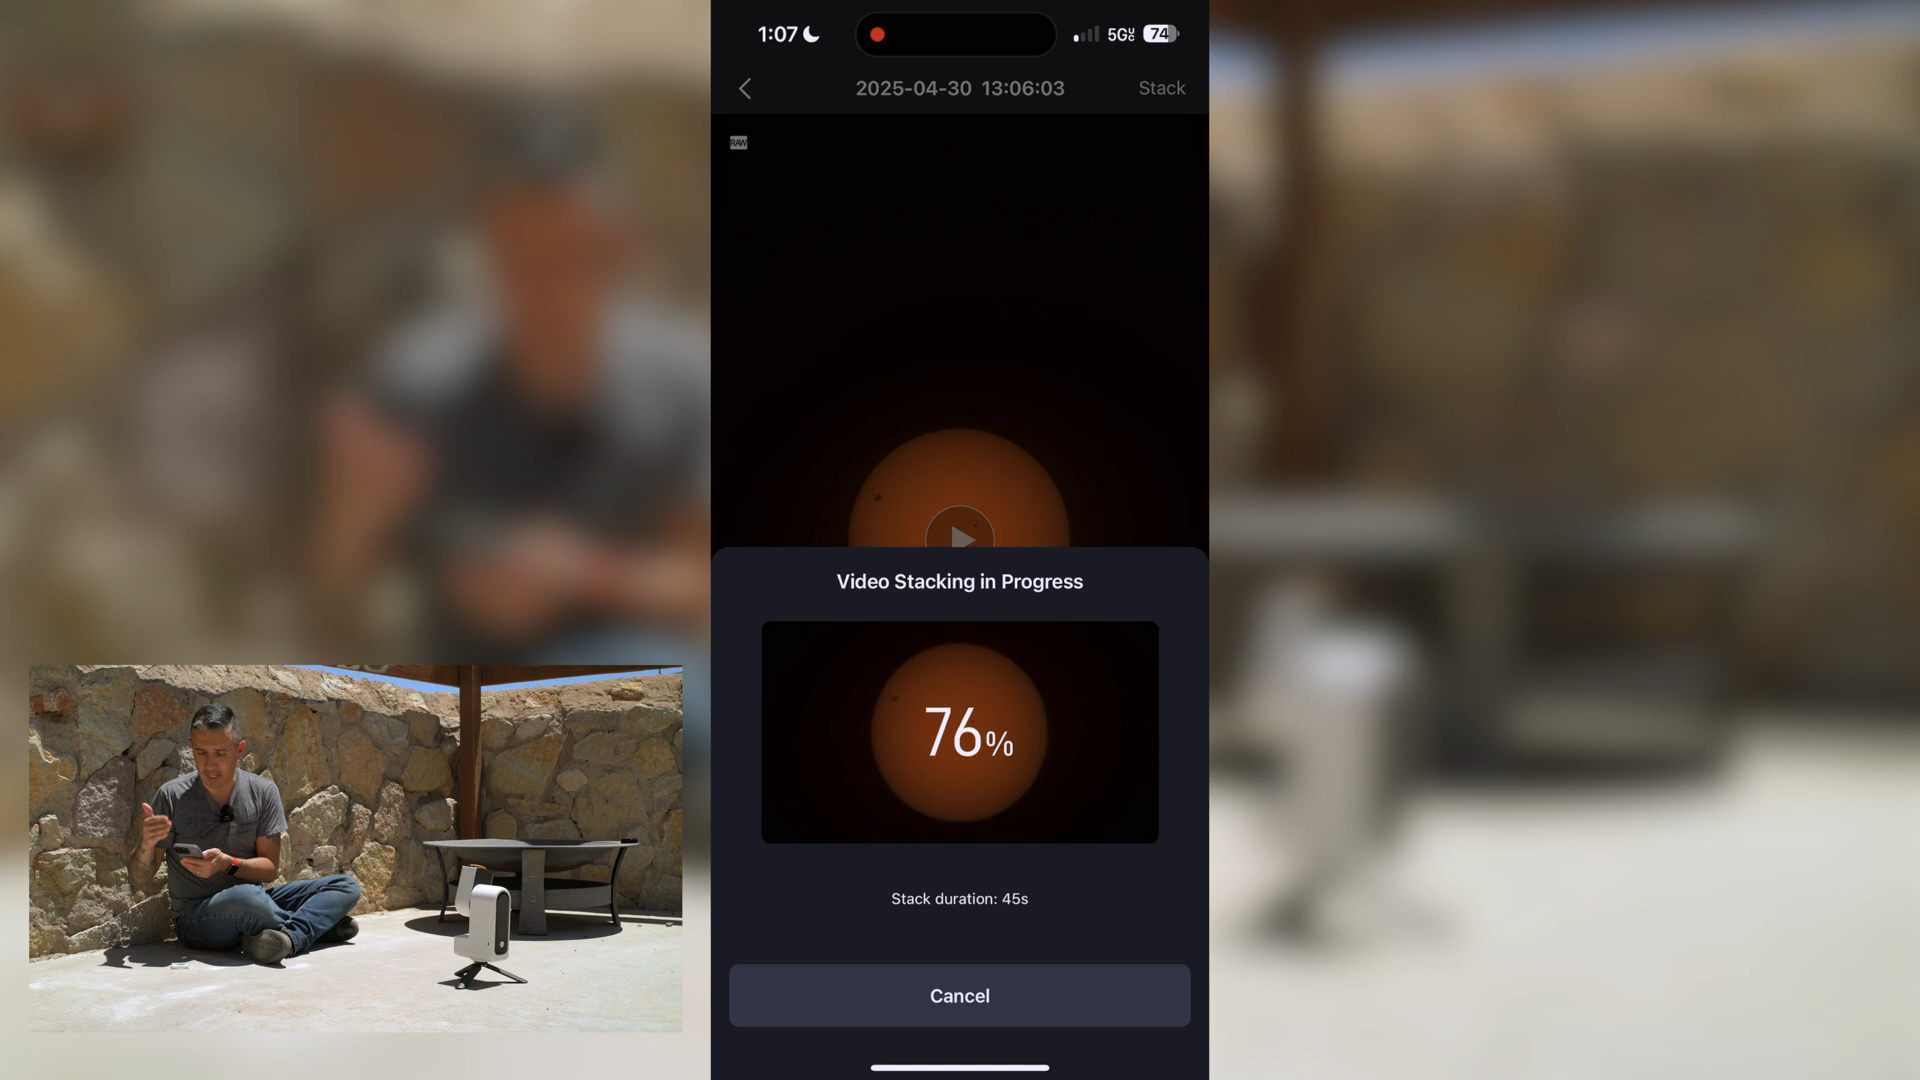 1:07
5G
74
2025-04-30 13:06:03
Stack
RAW
Video Stacking in Progress
76%
Stack duration: 45s
Cancel